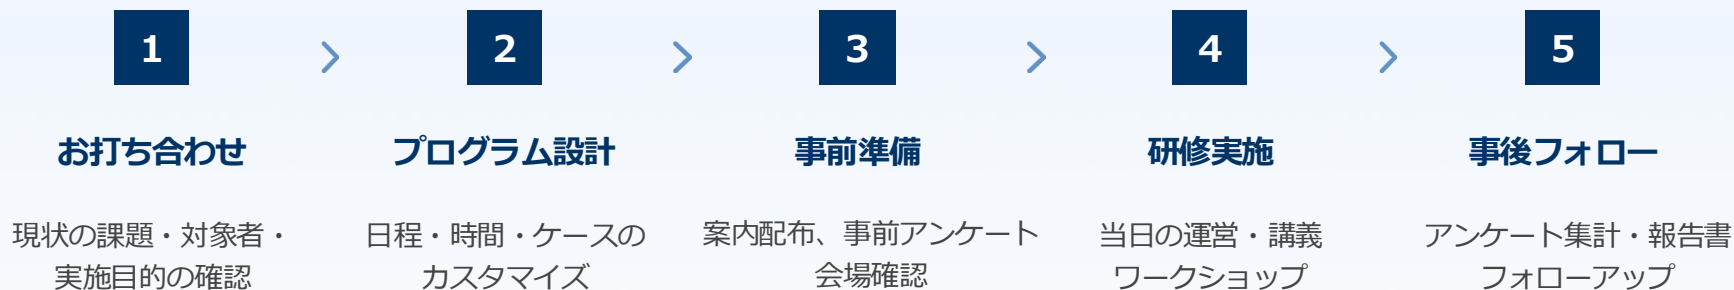 1
お打ち合わせ
現状の課題・対象者・
実施目的の確認
2
プログラム設計
日程・時間・ケースの
カスタマイズ
3
事前準備
案内配布、事前アンケート
会場確認
4
研修実施
当日の運営・講義
ワークショップ
5
事後フォロー
アンケート集計・報告書
フォローアップ